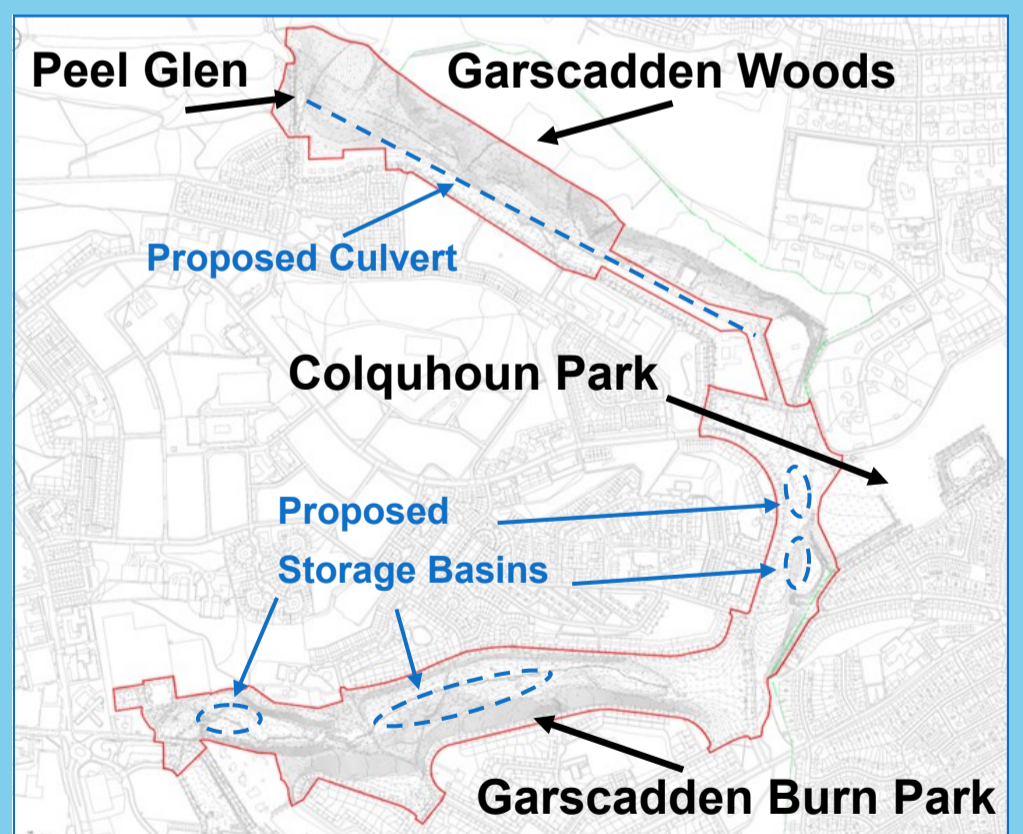 Peel Glen
Garscadden Woods
Proposed Culvert
Colquhoun Park
Proposed
Storage Basins
Garscadden Burn Park